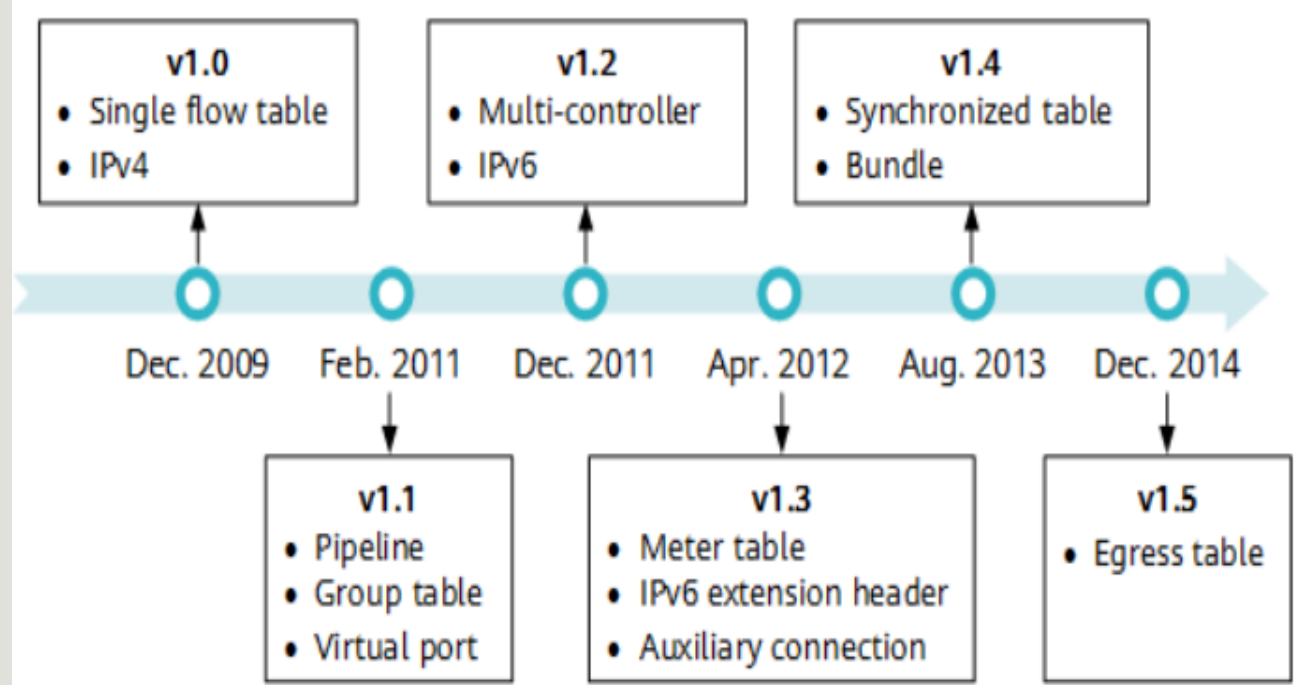 v1.0
• Single flow table
• IPv4
v1.2
• Multi-controller
• IPv6
v1.4
• Synchronized table
• Bundle
Dec. 2009
Feb. 2011
Dec. 2011
Apr. 2012
Aug. 2013
Dec. 2014
v1.1
• Pipeline
• Group table
• Virtual port
v1.3
• Meter table
• IPv6 extension header
• Auxiliary connection
v1.5
• Egress table